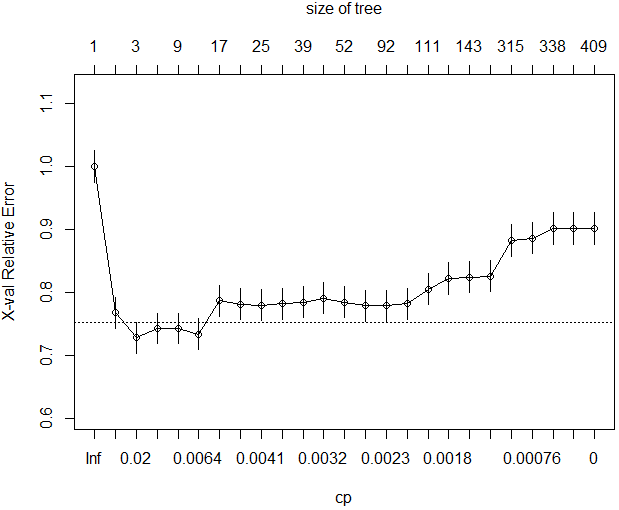 size of tree
1 3 9 17 25 39 52 92 111 143 315 338 409
X-val Relative Error
1.1
1.0
0.9
0.8
0.7
0.6
Inf 0.02 0.0064 0.0041 0.0032 0.0023 0.0018 0.00076 0
cp